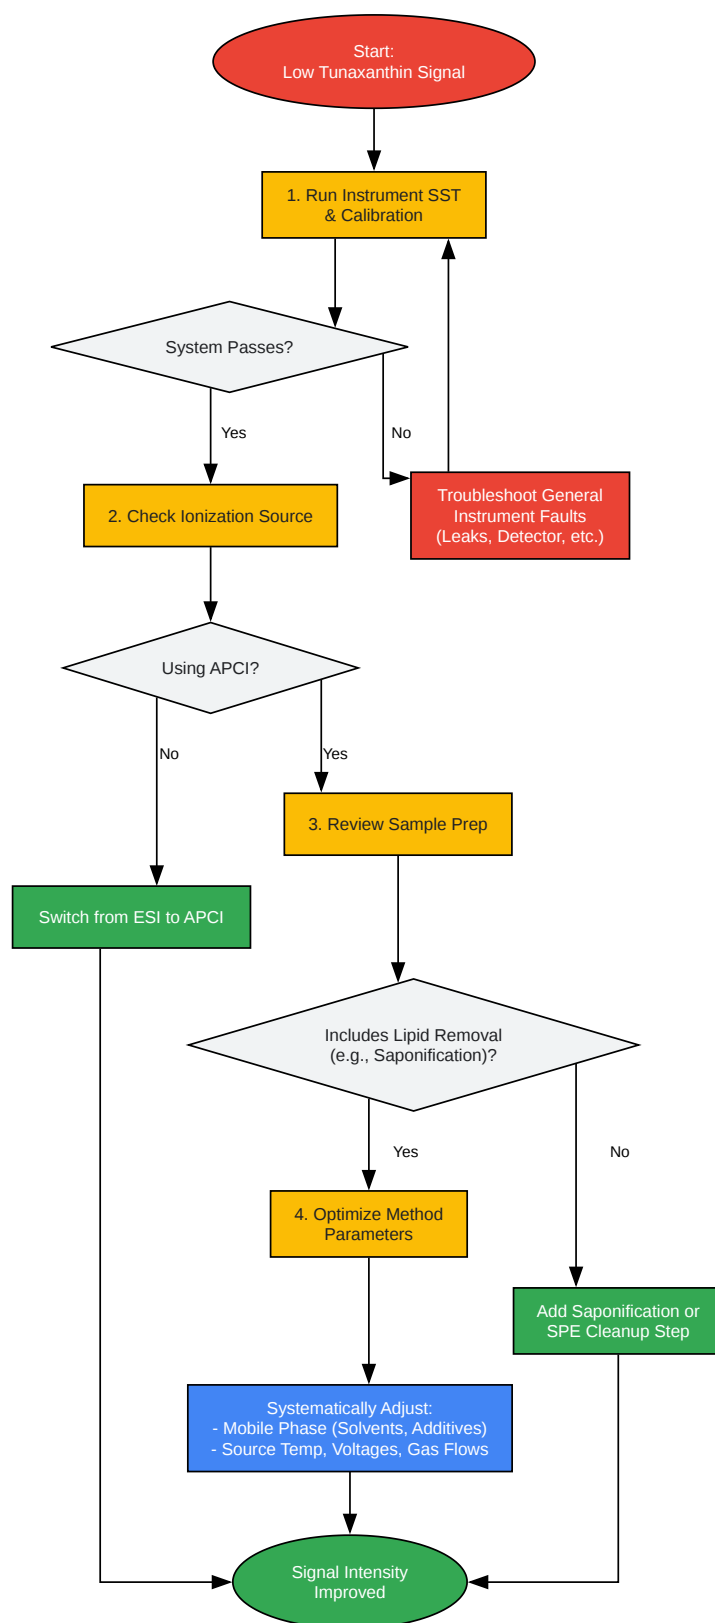 Start:
Low Tunaxanthin Signal
1. Run Instrument SST
& Calibration
System Passes?
Yes
No
Troubleshoot General
Instrument Faults
(Leaks, Detector, etc.)
2. Check Ionization Source
Using APCI?
No
Yes
3. Review Sample Prep
Switch from ESI to APCI
Includes Lipid Removal
(e.g., Saponification)?
Yes
No
4. Optimize Method
Parameters
Add Saponification or
SPE Cleanup Step
Systematically Adjust:
- Mobile Phase (Solvents, Additives)
- Source Temp, Voltages, Gas Flows
Signal Intensity
Improved